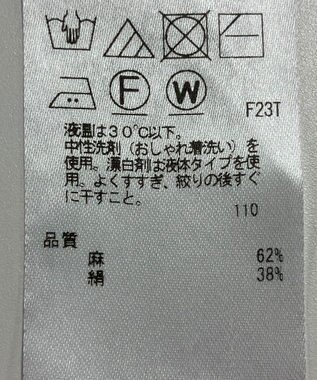 F W F23T
液温は30℃以下。
中性洗剤（おしゃれ着洗い）を
使用。漂白剤は液体タイプを使
用。よくすすぎ、絞りの後すぐ
に干すこと。
110
品質
麻 62%
絹 38%